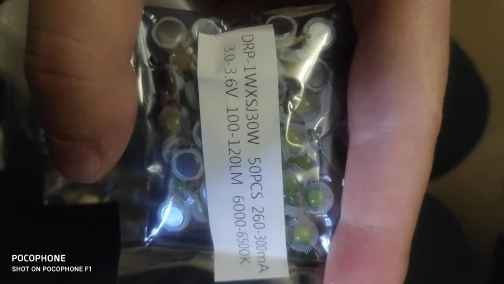 DRP-1WXSJ30W 50PCS 260-300mA
3.0-3.6V 100-120LM 6000-6500K
POCOPHONE
SHOT ON POCOPHONE F1